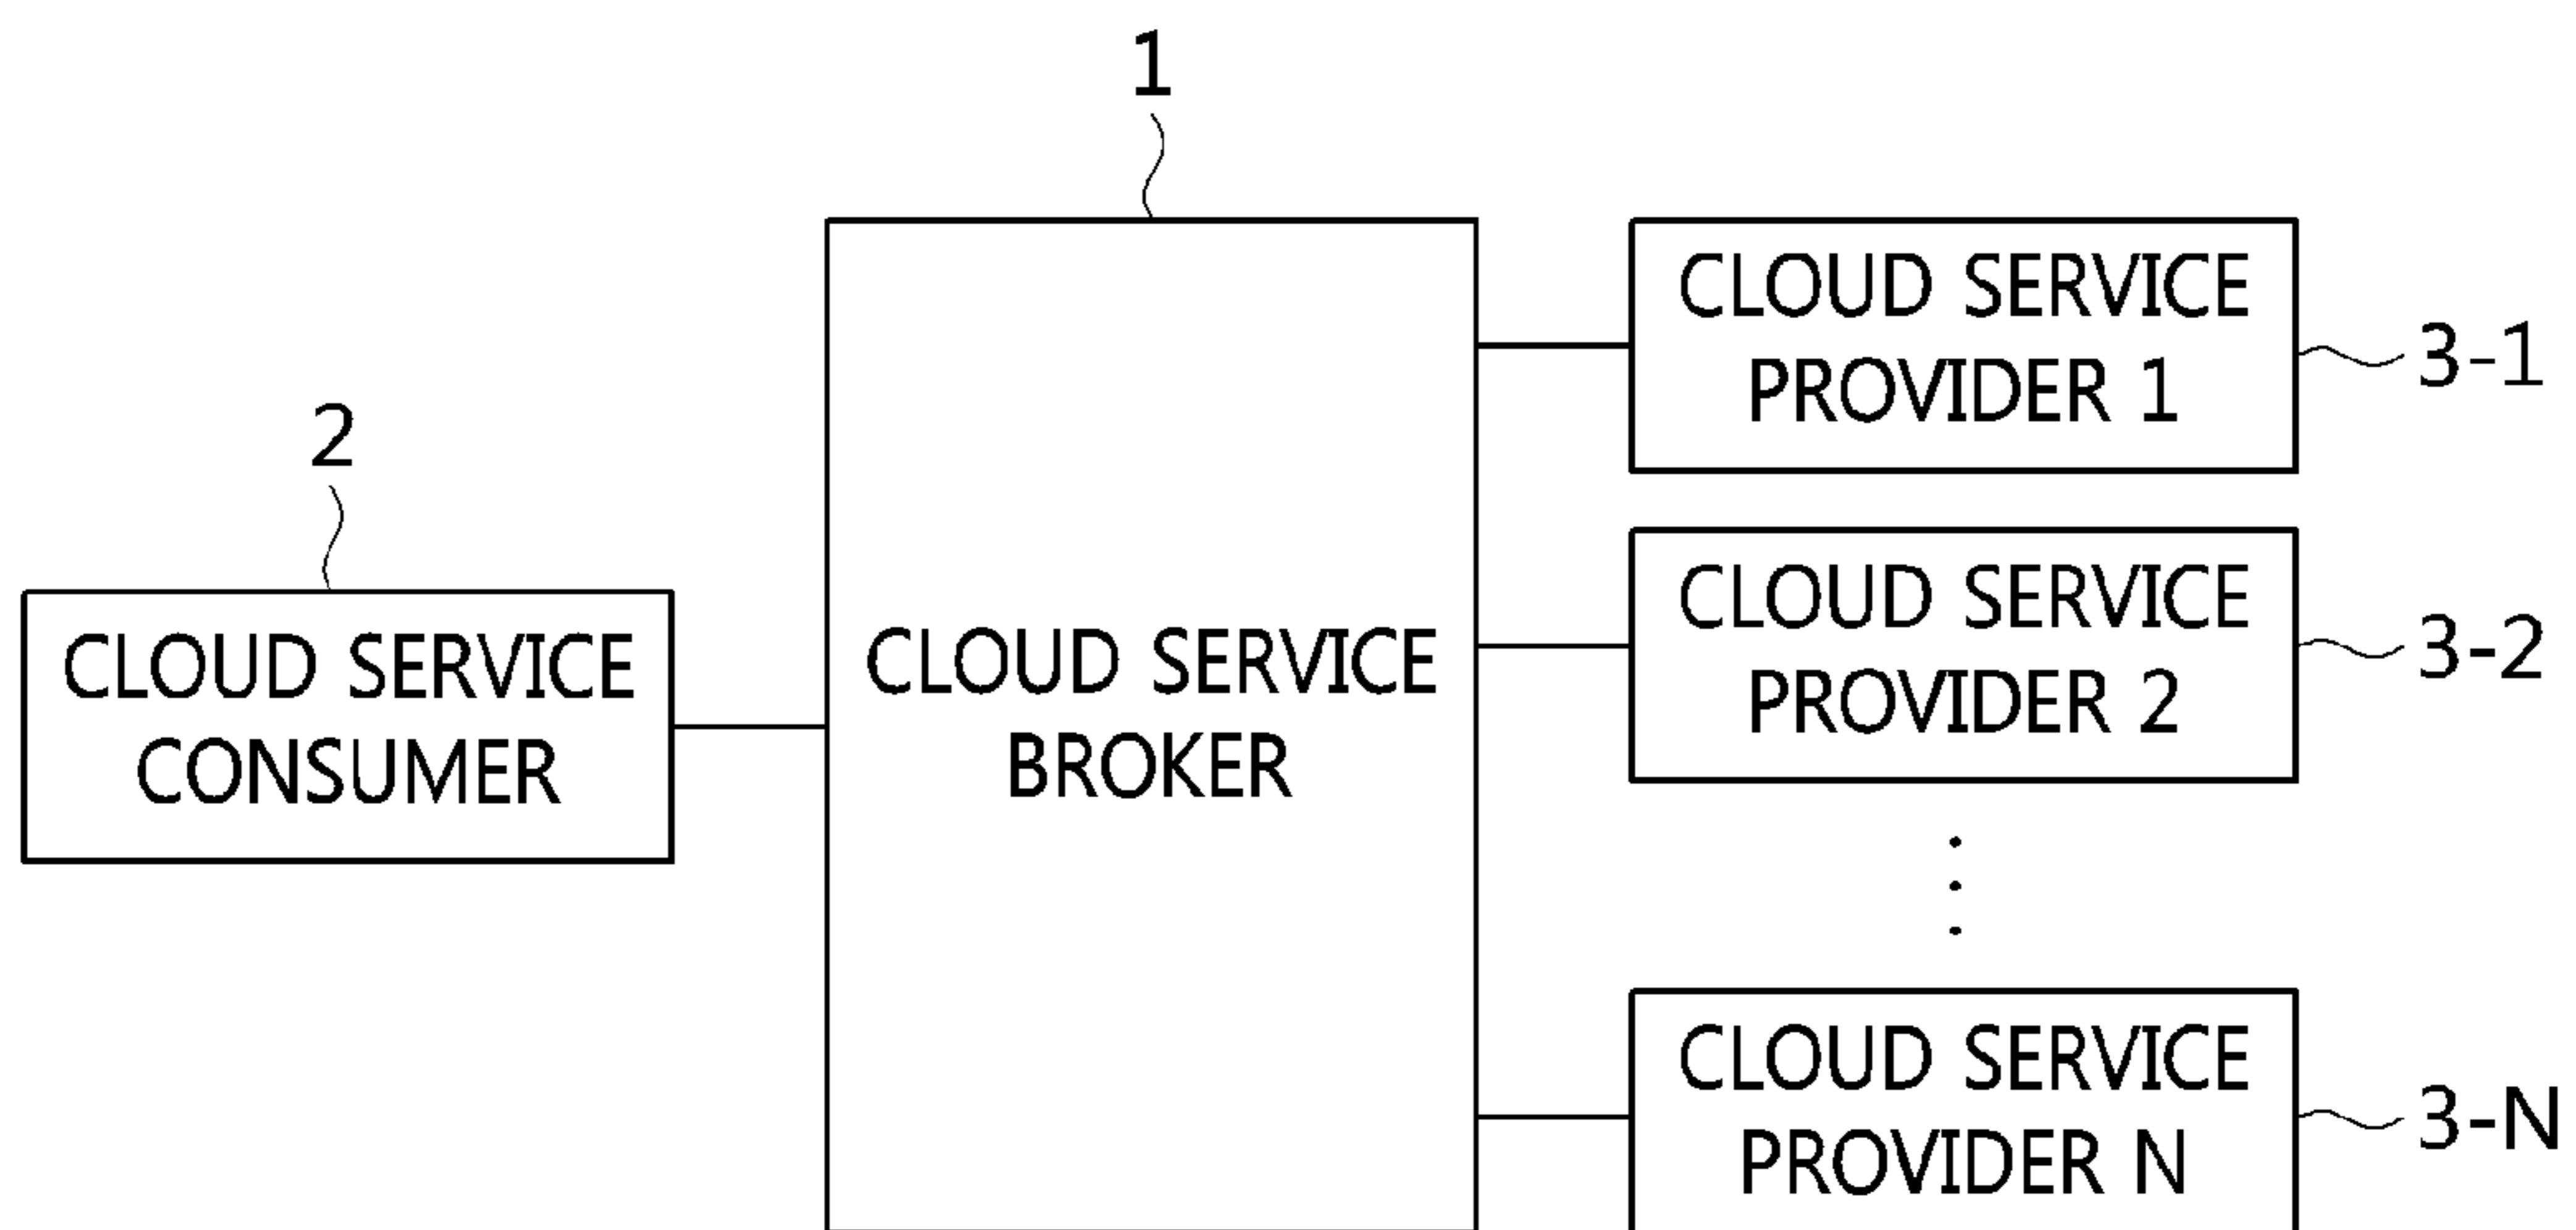 1
2
CLOUD SERVICE
CONSUMER
CLOUD SERVICE
BROKER
CLOUD SERVICE
PROVIDER 1
3-1
CLOUD SERVICE
PROVIDER 2
3-2
CLOUD SERVICE
PROVIDER N
3-N